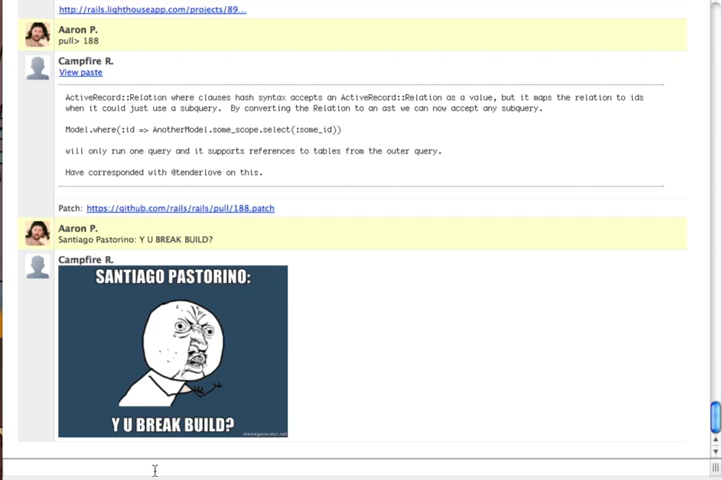 http://rails.lighthouseapp.com/projects/89...
Aaron P.
pull> 188
Campfire R.
View paste
ActiveRecord::Relation where clauses hash syntax accepts an ActiveRecord::Relation as a value, but it maps the relation to ids
when it could just use a subquery.  By converting the Relation to an ast we can now accept any subquery.
Model.where(:id => AnotherModel.some_scope.select(:some_id))
will only run one query and it supports references to tables from the outer query.
Have corresponded with @tenderlove on this.
Patch: https://github.com/rails/rails/pull/188.patch
Aaron P.
Santiago Pastorino: Y U BREAK BUILD?
Campfire R.
SANTIAGO PASTORINO:
Y U BREAK BUILD?
memegenerator.net